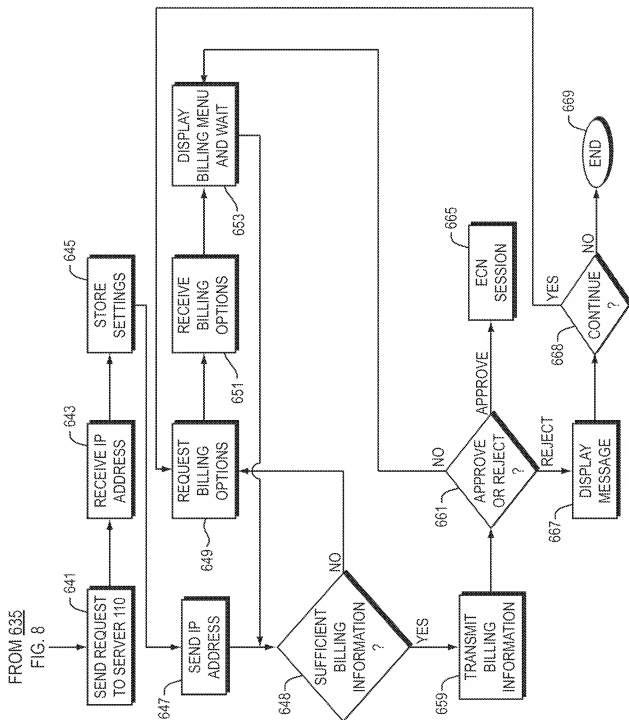 FROM 635
FIG. 8
641
SEND REQUEST
TO SERVER 110
643
RECEIVE IP
ADDRESS
645
STORE
SETTINGS
647
SEND IP
ADDRESS
649
REQUEST
BILLING
OPTIONS
651
RECEIVE
BILLING
OPTIONS
653
DISPLAY
BILLING MENU
AND WAIT
648
SUFFICIENT
BILLING
INFORMATION
?
NO
YES
659
TRANSMIT
BILLING
INFORMATION
661
APPROVE
OR REJECT
?
NO
APPROVE
REJECT
665
ECN
SESSION
667
DISPLAY
MESSAGE
668
CONTINUE
?
YES
NO
669
END